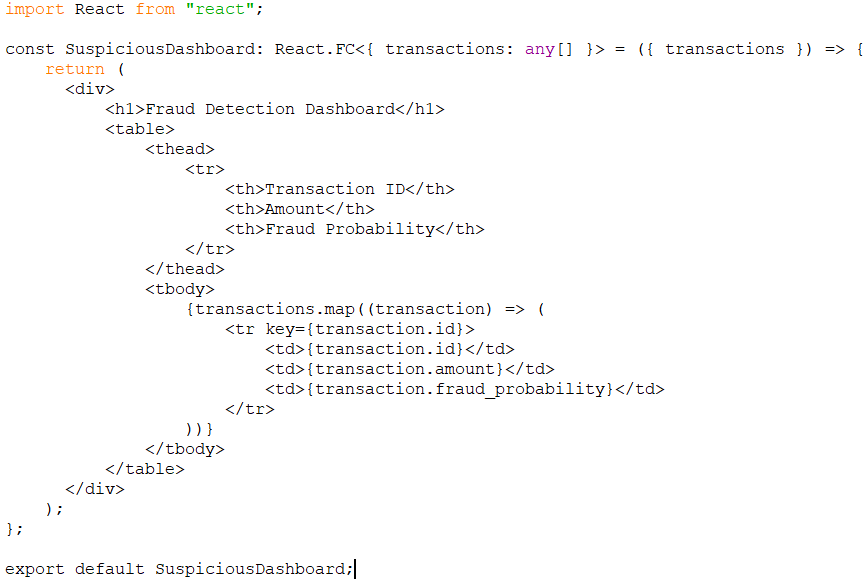 import React from "react";

const SuspiciousDashboard: React.FC<{ transactions: any[] }> = ({ transactions }) => {
    return (
      <div>
          <h1>Fraud Detection Dashboard</h1>
          <table>
              <thead>
                  <tr>
                      <th>Transaction ID</th>
                      <th>Amount</th>
                      <th>Fraud Probability</th>
                  </tr>
              </thead>
              <tbody>
                  {transactions.map((transaction) => (
                      <tr key={transaction.id}>
                          <td>{transaction.id}</td>
                          <td>{transaction.amount}</td>
                          <td>{transaction.fraud_probability}</td>
                      </tr>
                  ))}
              </tbody>
          </table>
      </div>
    );
};

export default SuspiciousDashboard;